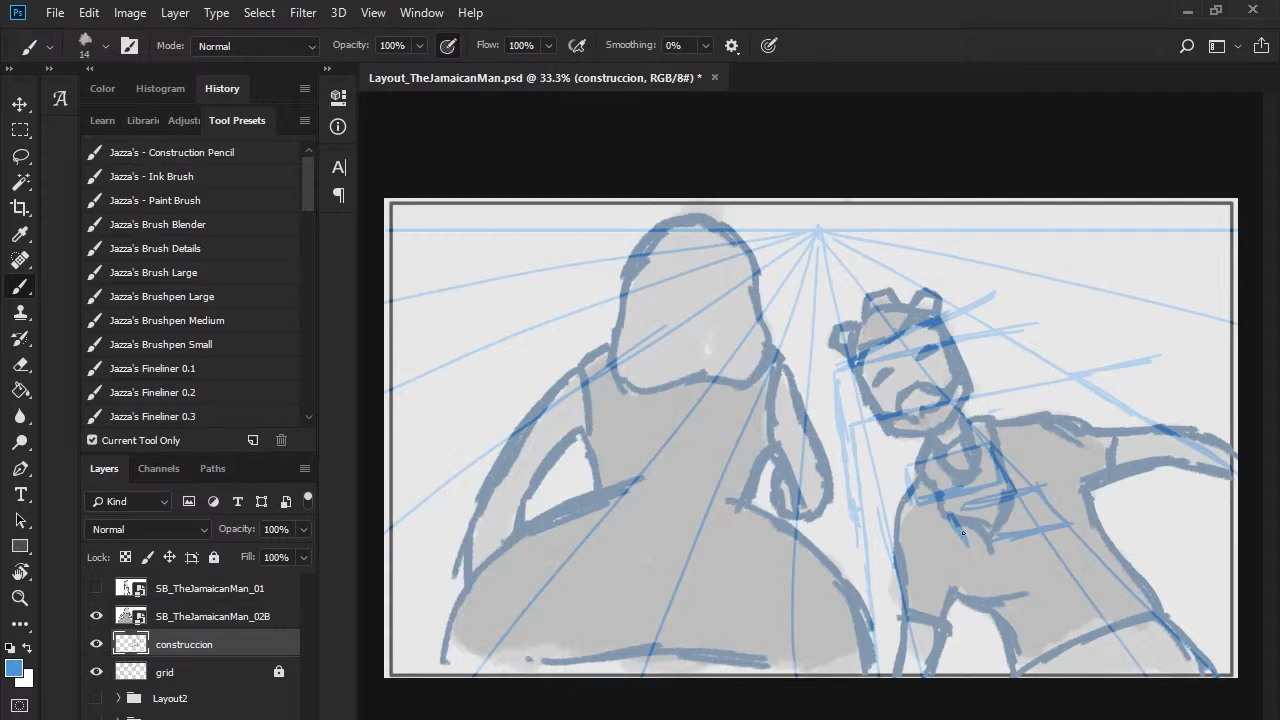 Ps File Edit Image Layer Type Select Filter 3D View Window Help
14 Mode: Normal Opacity: 100% Flow: 100% Smoothing: 0%
Layout_TheJamaicanMan.psd @ 33.3% (construccion, RGB/8#) *
Color Histogram History
Learn Librarie Adjustr Tool Presets
Jazza's - Construction Pencil
Jazza's - Ink Brush
Jazza's - Paint Brush
Jazza's Brush Blender
Jazza's Brush Details
Jazza's Brush Large
Jazza's Brushpen Large
Jazza's Brushpen Medium
Jazza's Brushpen Small
Jazza's Fineliner 0.1
Jazza's Fineliner 0.2
Jazza's Fineliner 0.3
Current Tool Only
Layers Channels Paths
Kind
Normal Opacity: 100%
Lock: Fill: 100%
SB_TheJamaicanMan_01
SB_TheJamaicanMan_02B
construccion
grid
Layout2